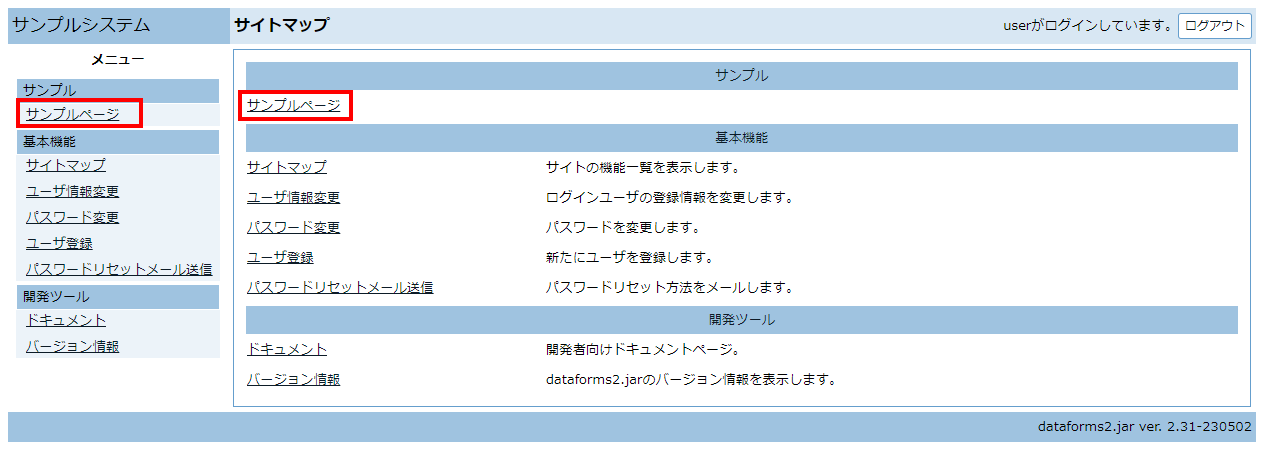 サンプルシステム
サイトマップ
userがログインしています。 ログアウト
メニュー
サンプル
サンプルページ
基本機能
サイトマップ
ユーザ情報変更
パスワード変更
ユーザ登録
パスワードリセットメール送信
開発ツール
ドキュメント
バージョン情報
サンプル
サンプルページ
基本機能
サイトマップ サイトの機能一覧を表示します。
ユーザ情報変更 ログインユーザの登録情報を変更します。
パスワード変更 パスワードを変更します。
ユーザ登録 新たにユーザを登録します。
パスワードリセットメール送信 パスワードリセット方法をメールします。
開発ツール
ドキュメント 開発者向けドキュメントページ。
バージョン情報 dataforms2.jarのバージョン情報を表示します。
dataforms2.jar ver. 2.31-230502